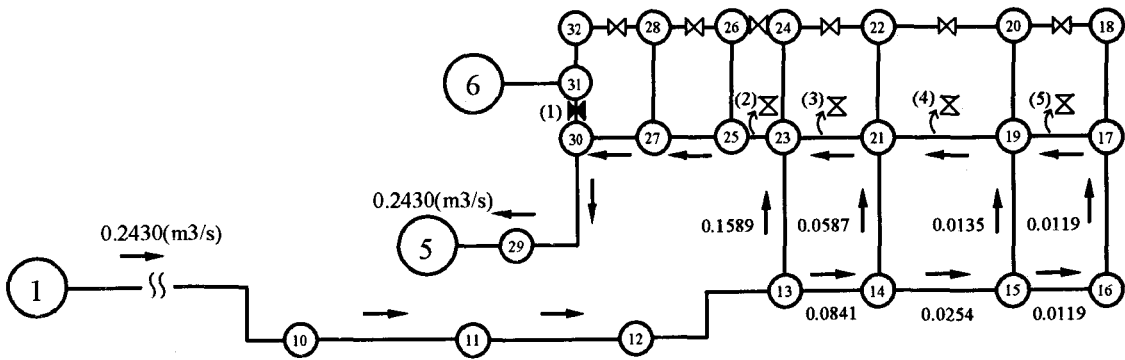 32 28 26 24 22 20 18
6 31
(1) (2) (3) (4) (5)
30 27 25 23 21 19 17
0.2430(m3/s)
5 29
0.1589 0.0587 0.0135 0.0119
0.2430(m3/s)
1
13 14 15 16
0.0841 0.0254 0.0119
10 11 12